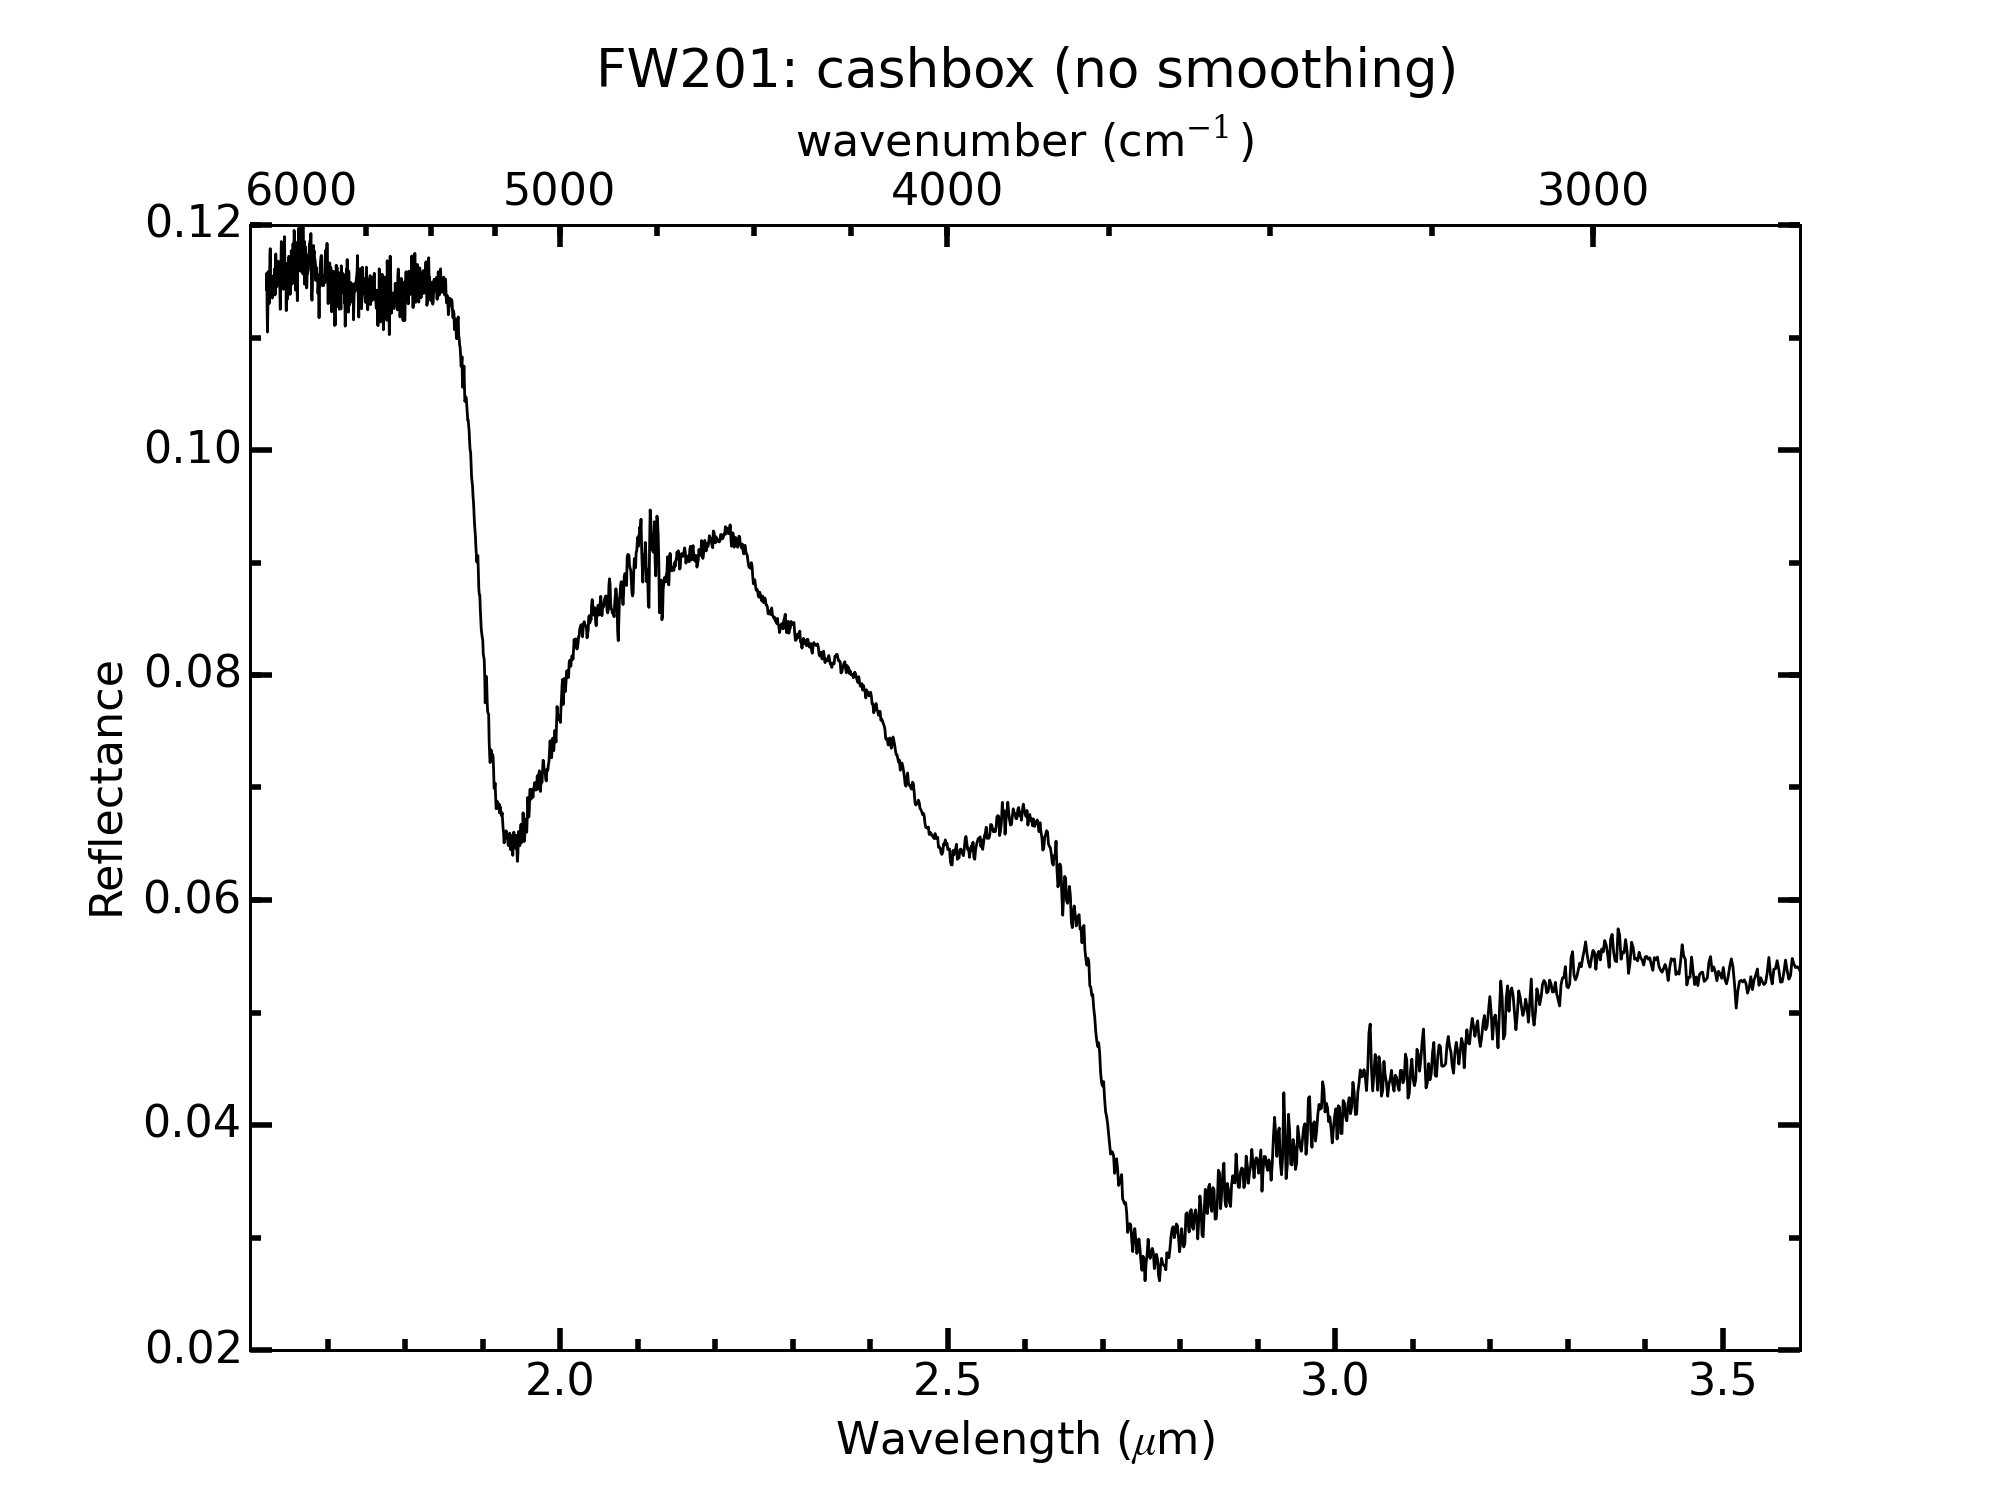 FW201: cashbox (no smoothing)
wavenumber (cm⁻¹)
6000 5000 4000 3000
0.12
0.10
0.08
0.06
0.04
0.02
Reflectance
2.0 2.5 3.0 3.5
Wavelength (μm)